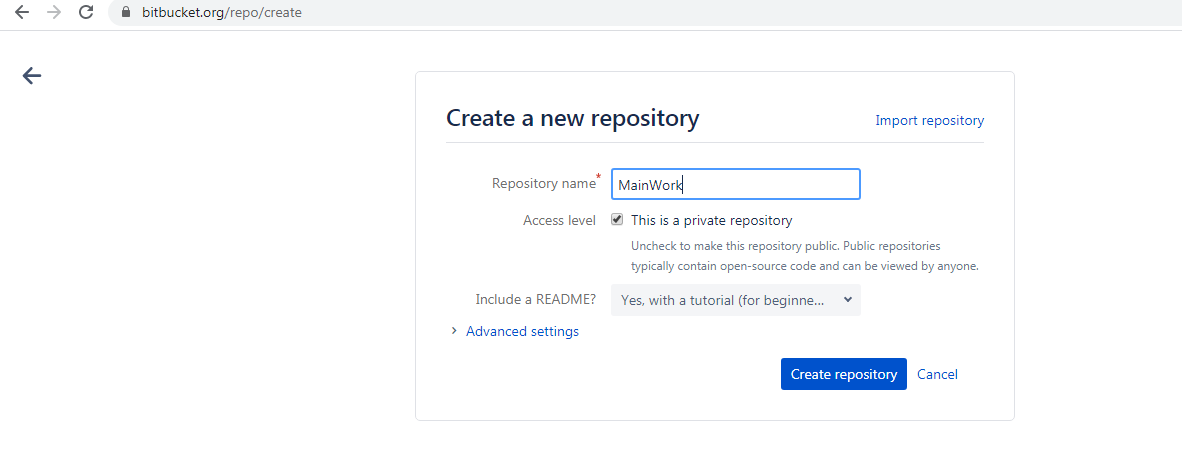 bitbucket.org/repo/create
Create a new repository
Import repository
Repository name*
MainWork
Access level
This is a private repository
Uncheck to make this repository public. Public repositories
typically contain open-source code and can be viewed by anyone.
Include a README?
Yes, with a tutorial (for beginne...
Advanced settings
Create repository
Cancel